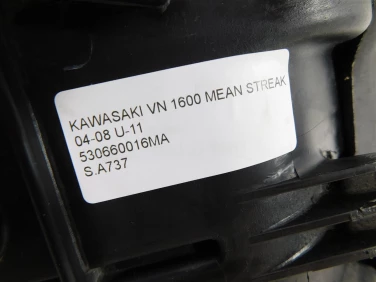 KAWASAKI VN 1600 MEAN STREAK
04-08 U-11
530660016MA
S.A737